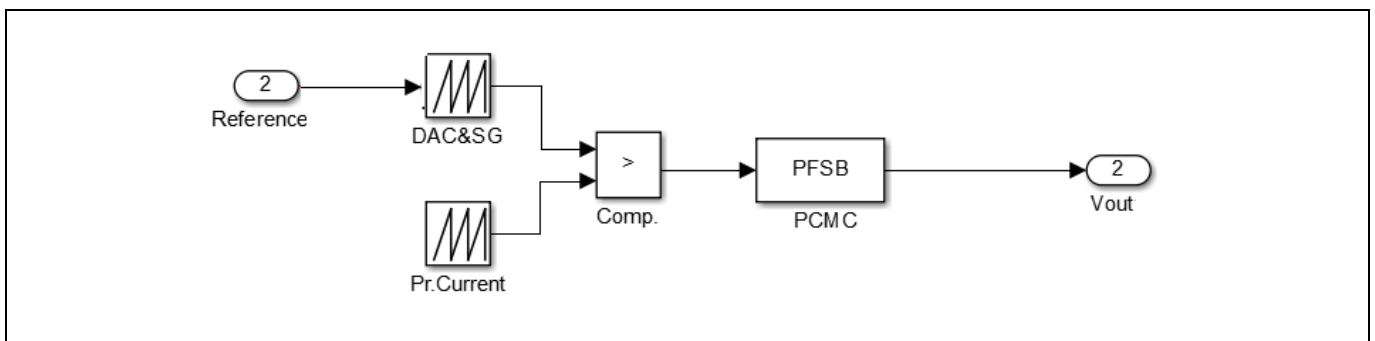 2
Reference
DAC&SG
Pr.Current
>
Comp.
PFSB
PCMC
2
Vout